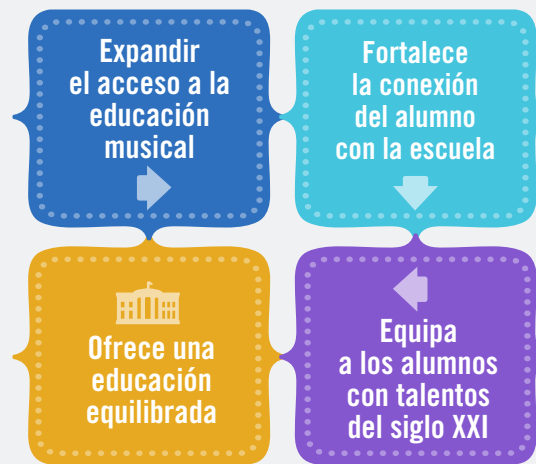 Expandir
el acceso a la
educación
musical
Fortalece
la conexión
del alumno
con la escuela
Equipa
a los alumnos
con talentos
del siglo XXI
Ofrece una
educación
equilibrada